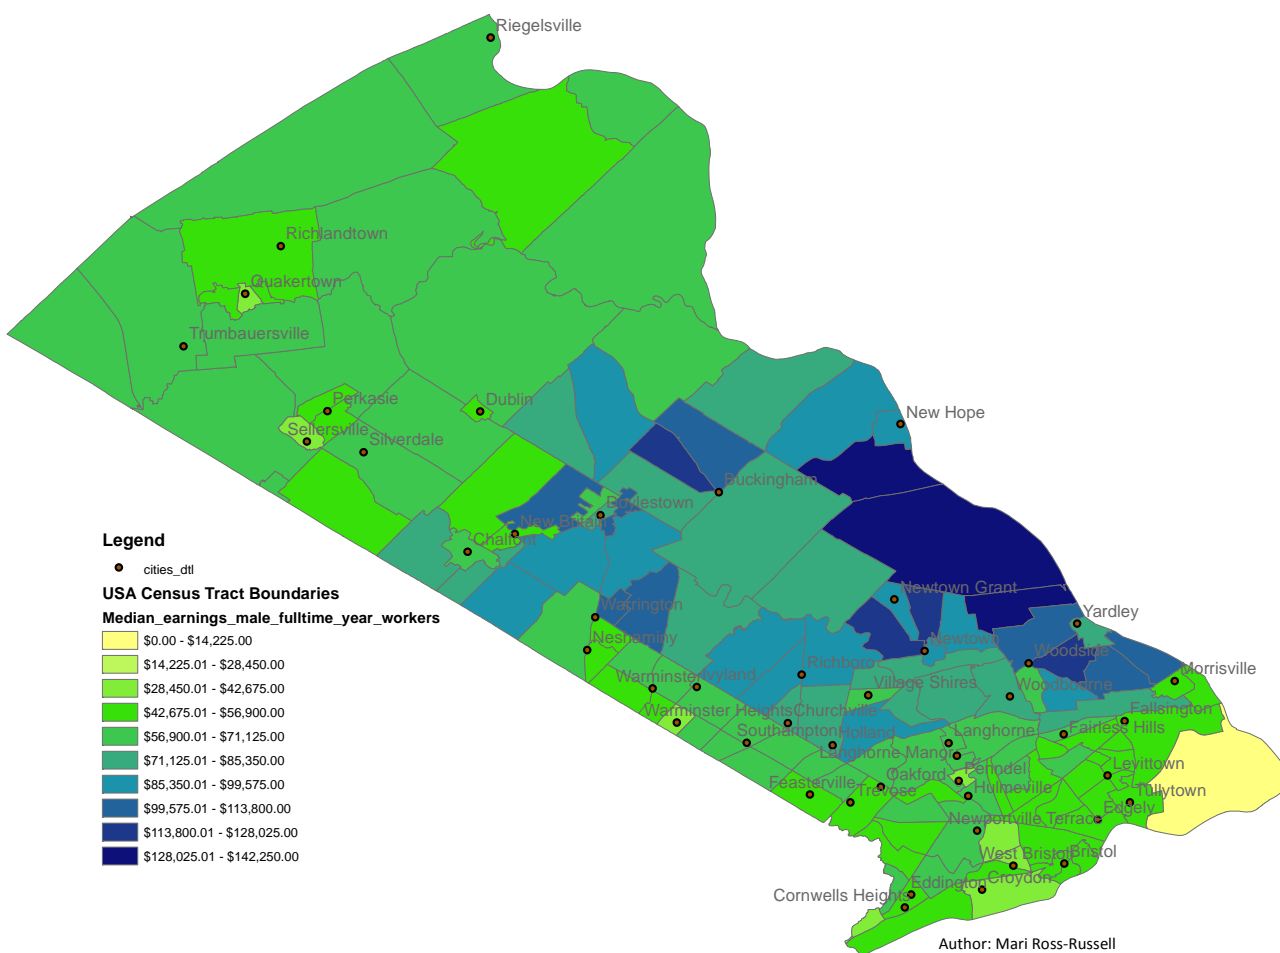 Riegelsville
Richlandtown
Quakertown
Trumbauersville
Perkasie
Dublin
Sellersville
Silverdale
New Hope
Buckingham
Doylestown
New Britain
Chalfont
Legend
cities_dtl
USA Census Tract Boundaries
Median_earnings_male_fulltime_year_workers
$0.00 - $14,225.00
$14,225.01 - $28,450.00
$28,450.01 - $42,675.00
$42,675.01 - $56,900.00
$56,900.01 - $71,125.00
$71,125.01 - $85,350.00
$85,350.01 - $99,575.00
$99,575.01 - $113,800.00
$113,800.01 - $128,025.00
$128,025.01 - $142,250.00
Newtown Grant
Warrington
Yardley
Neshaminy
Newtown
Woodside
Richboro
Morrisville
Warminster
Ivyland
Village Shires
Woodbourne
Warminster Heights
Churchville
Fallsington
Southampton
Holland
Langhorne
Fairless Hills
Langhorne Manor
Penndel
Levittown
Feasterville
Oakford
Trevose
Hulmeville
Tullytown
Edgely
Newportville Terrace
West Bristol
Bristol
Croydon
Eddington
Cornwells Heights
Author: Mari Ross-Russell